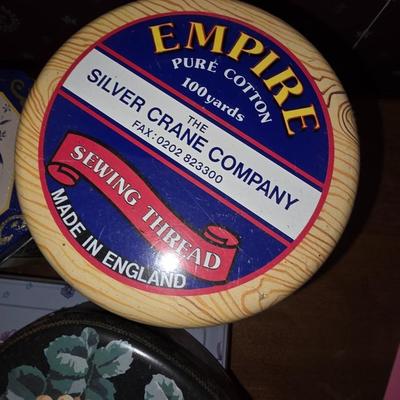 EMPIRE
PURE COTTON
100 yards
THE
SILVER CRANE COMPANY
FAX: 0202 823300
SEWING THREAD
MADE IN ENGLAND